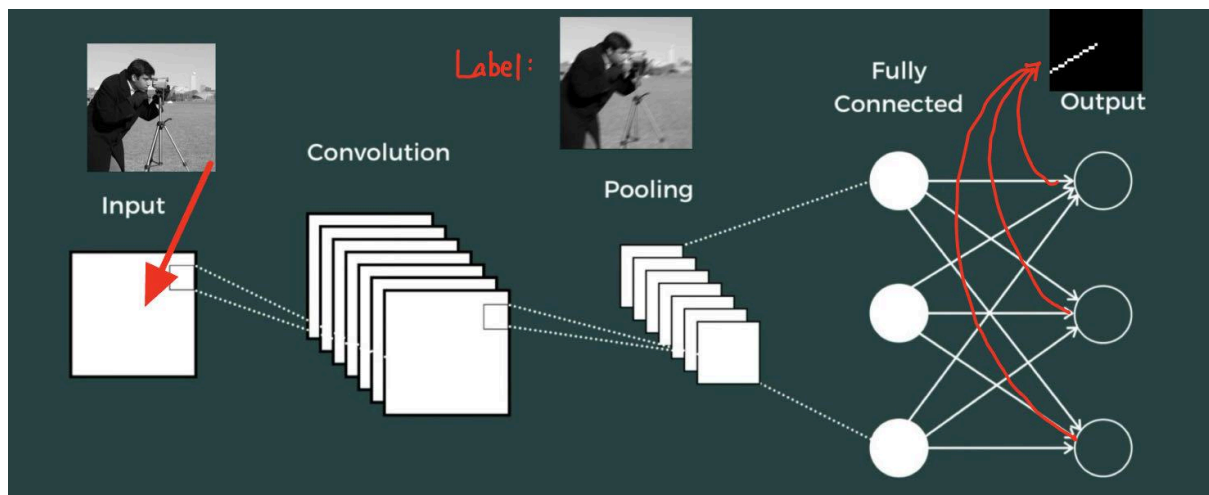 Label:
Input
Convolution
Pooling
Fully
Connected
Output